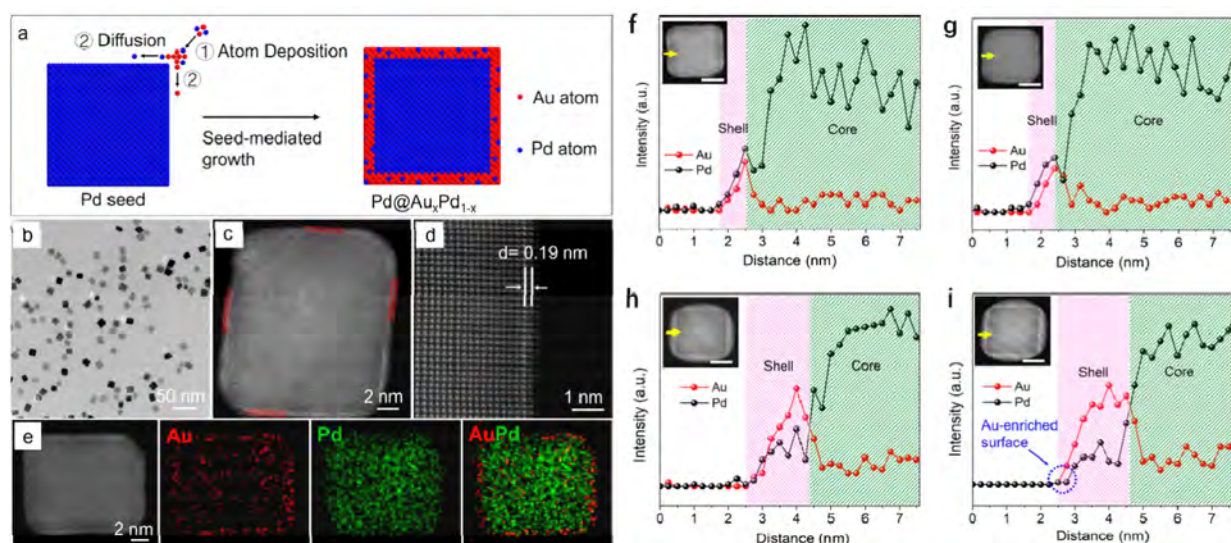 a
② Diffusion
① Atom Deposition
②
Seed-mediated
growth
Pd seed
Pd@AuₓPd₁₋ₓ
Au atom
Pd atom
b
50 nm
c
2 nm
d
d= 0.19 nm
1 nm
e
2 nm
Au
Pd
AuPd
f
Intensity (a.u.)
Shell
Core
Au
Pd
0 1 2 3 4 5 6 7
Distance (nm)
g
Intensity (a.u.)
Shell
Core
Au
Pd
0 1 2 3 4 5 6 7
Distance (nm)
h
Intensity (a.u.)
Shell
Core
Au
Pd
0 1 2 3 4 5 6 7
Distance (nm)
i
Intensity (a.u.)
Shell
Core
Au
Pd
Au-enriched
surface
0 1 2 3 4 5 6 7
Distance (nm)